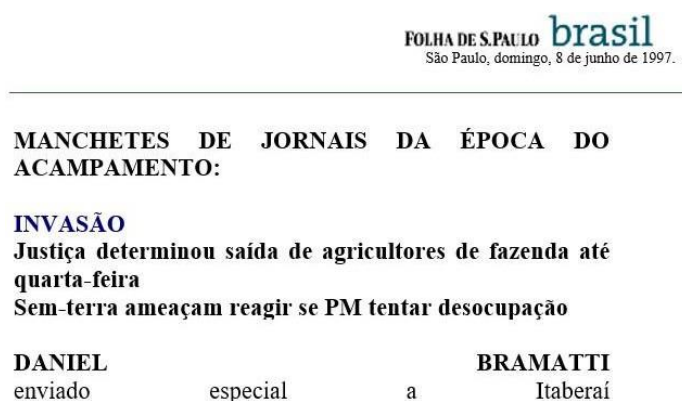 FOLHA DE S.PAULO brasil
São Paulo, domingo, 8 de junho de 1997.
MANCHETES DE JORNAIS DA ÉPOCA DO
ACAMPAMENTO:
INVASÃO
Justiça determinou saída de agricultores de fazenda até
quarta-feira
Sem-terra ameaçam reagir se PM tentar desocupação
DANIEL BRAMATTI
enviado especial a Itaberaí